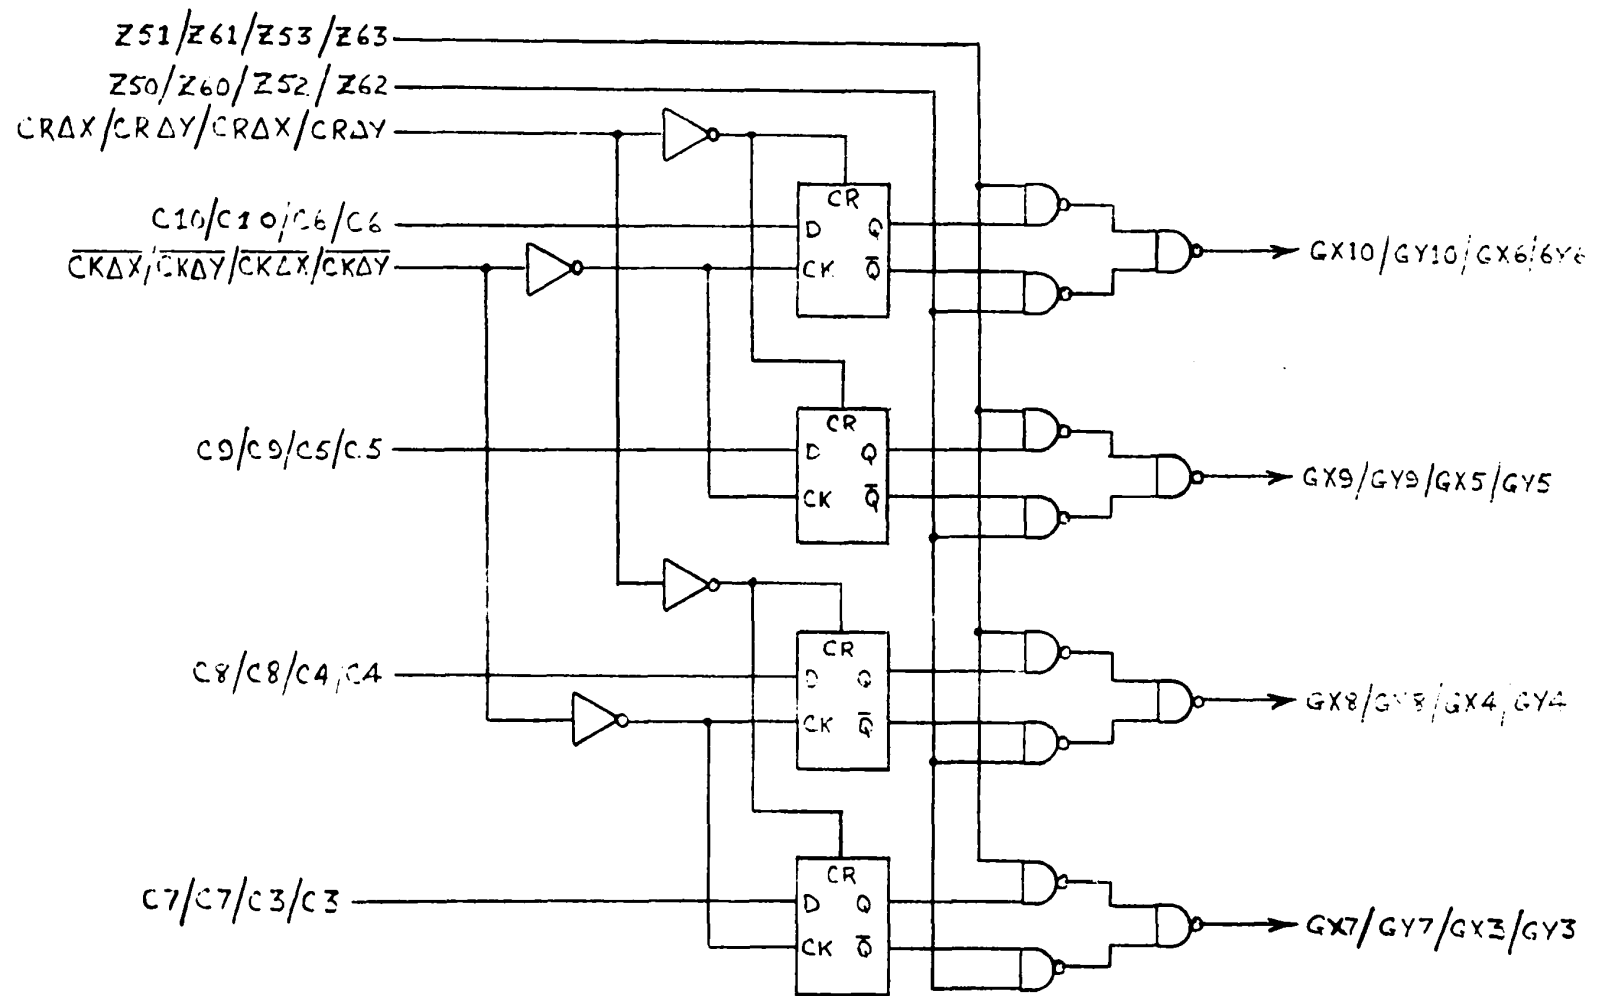 Z51/Z61/Z53/Z63
Z50/Z60/Z52/Z62
CRΔX/CRΔY/CRΔX/CRΔY
C10/C10/C6/C6
C̅K̅Δ̅X̅/C̅K̅Δ̅Y̅/C̅K̅Δ̅X̅/C̅K̅Δ̅Y̅
CR
D Q
CK Q̅
GX10/GY10/GX6/GY6
C9/C9/C5/C5
CR
D Q
CK Q̅
GX9/GY9/GX5/GY5
C8/C8/C4/C4
CR
D Q
CK Q̅
GX8/GY8/GX4/GY4
C7/C7/C3/C3
CR
D Q
CK Q̅
GX7/GY7/GX3/GY3